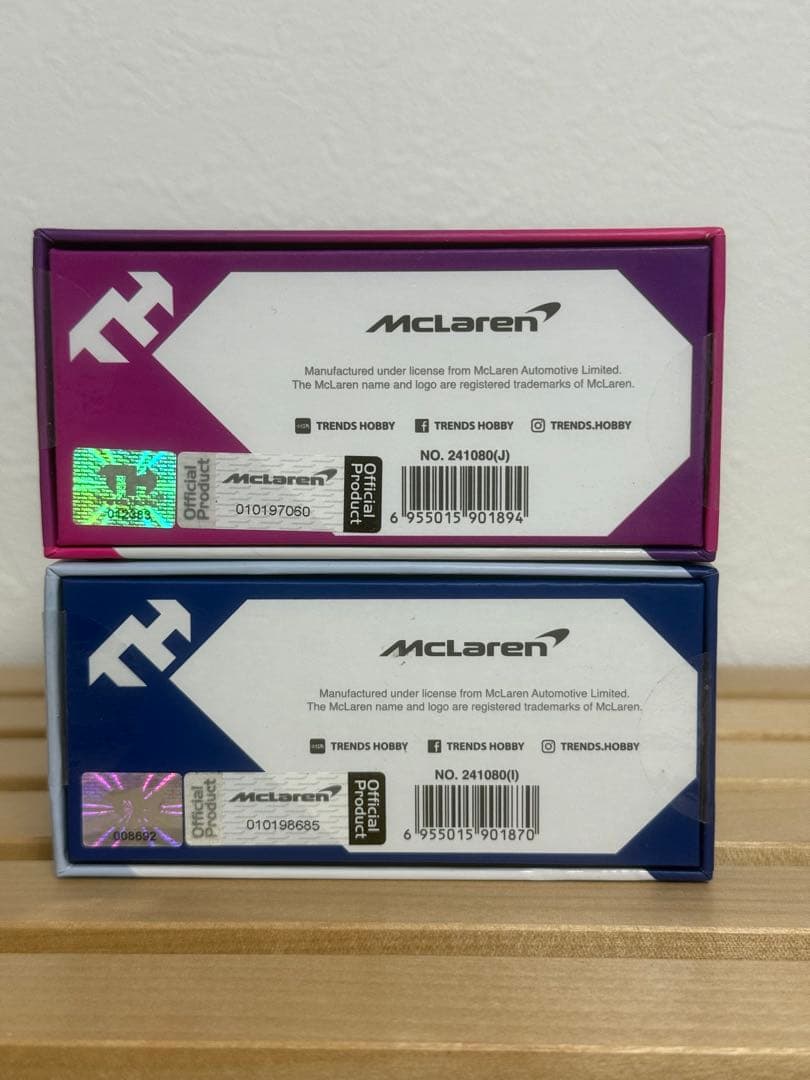 TH
McLaren
Manufactured under license from McLaren Automotive Limited.
The McLaren name and logo are registered trademarks of McLaren.
TRENDS HOBBY TRENDS HOBBY TRENDS.HOBBY
NO. 241080(J)
TH
012383
Official Product
McLaren
010197060
Official Product
6 955015 901894
TH
McLaren
Manufactured under license from McLaren Automotive Limited.
The McLaren name and logo are registered trademarks of McLaren.
TRENDS HOBBY TRENDS HOBBY TRENDS.HOBBY
NO. 241080(I)
008692
Official Product
McLaren
010198685
Official Product
6 955015 901870